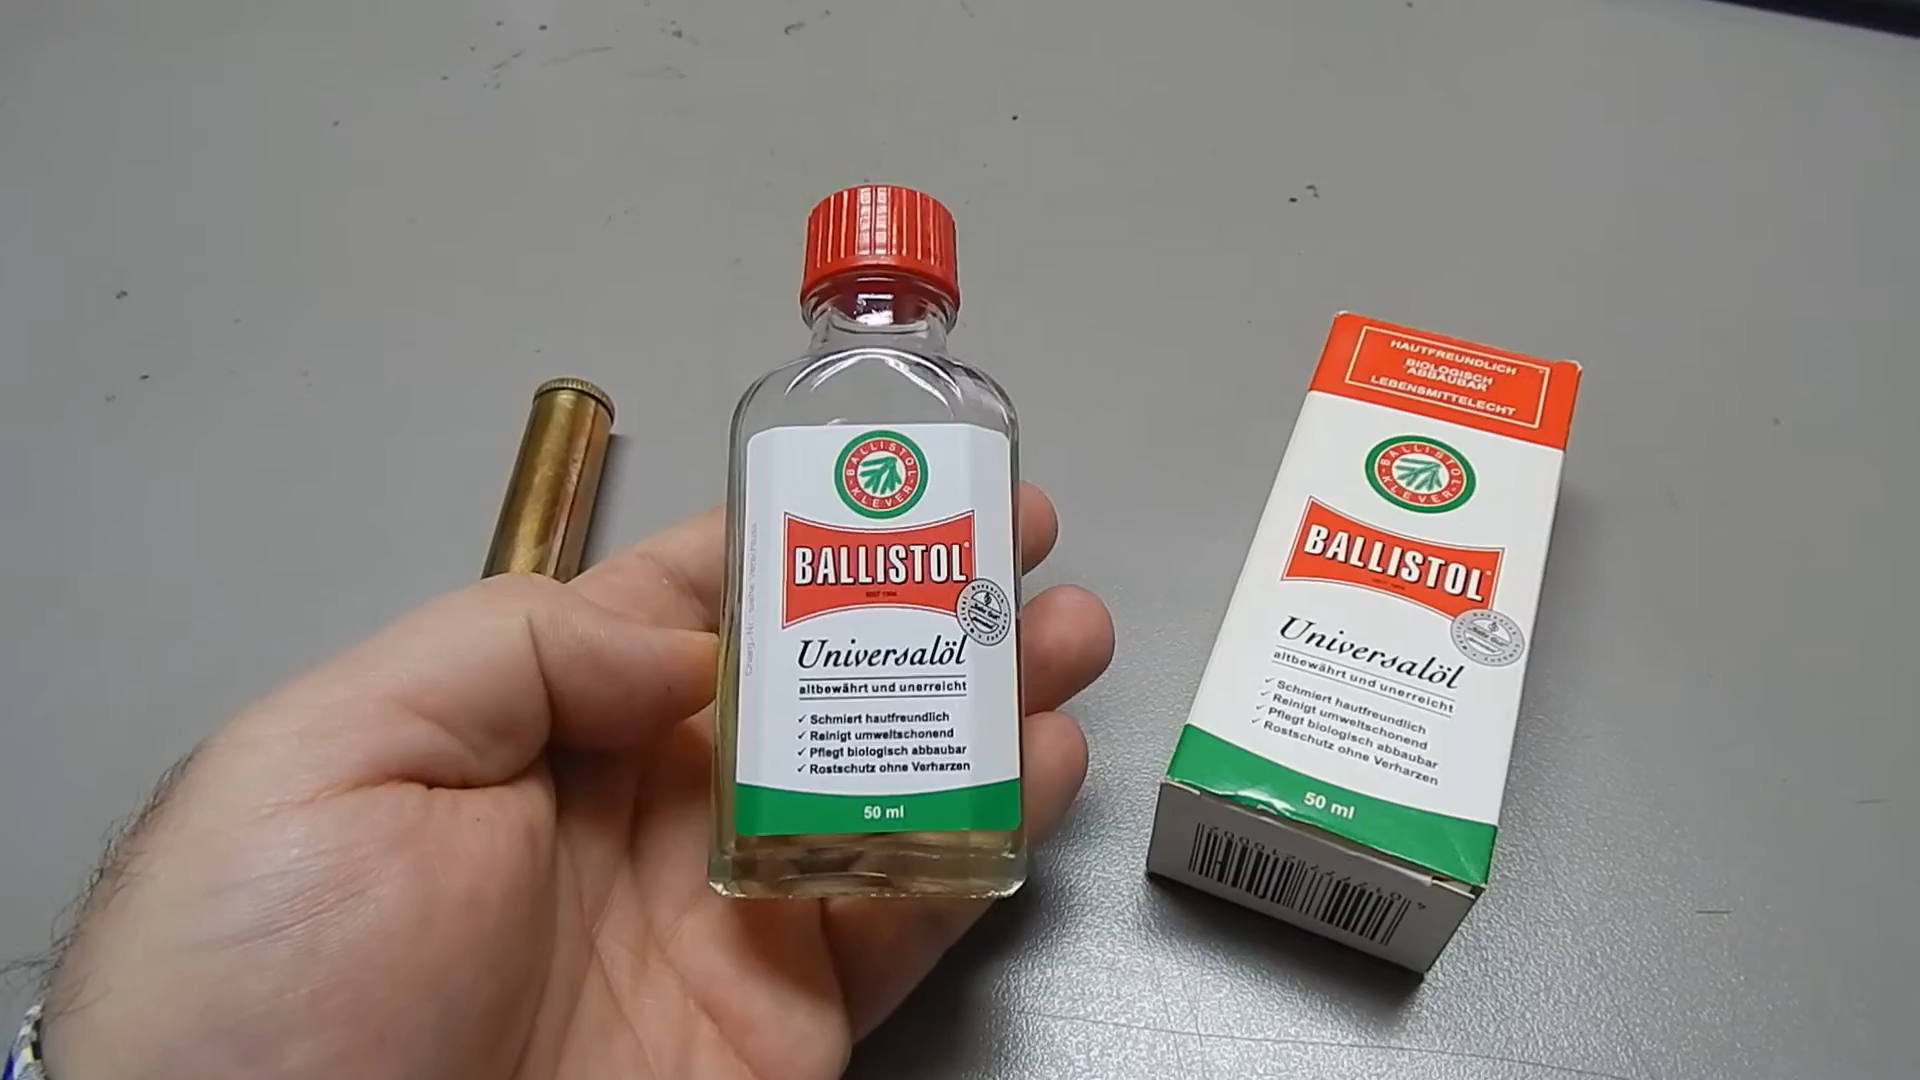 BALLISTOL
KLEVER
BALLISTOL
SEIT 1904
Universalöl
altbewährt und unerreicht
✓ Schmiert hautfreundlich
✓ Reinigt umweltschonend
✓ Pflegt biologisch abbaubar
✓ Rostschutz ohne Verharzen
50 ml
HAUTFREUNDLICH
BIOLOGISCH
ABBAUBAR
LEBENSMITTELECHT
BALLISTOL
KLEVER
BALLISTOL
Universalöl
altbewährt und unerreicht
✓ Schmiert hautfreundlich
✓ Reinigt umweltschonend
✓ Pflegt biologisch abbaubar
✓ Rostschutz ohne Verharzen
50 ml